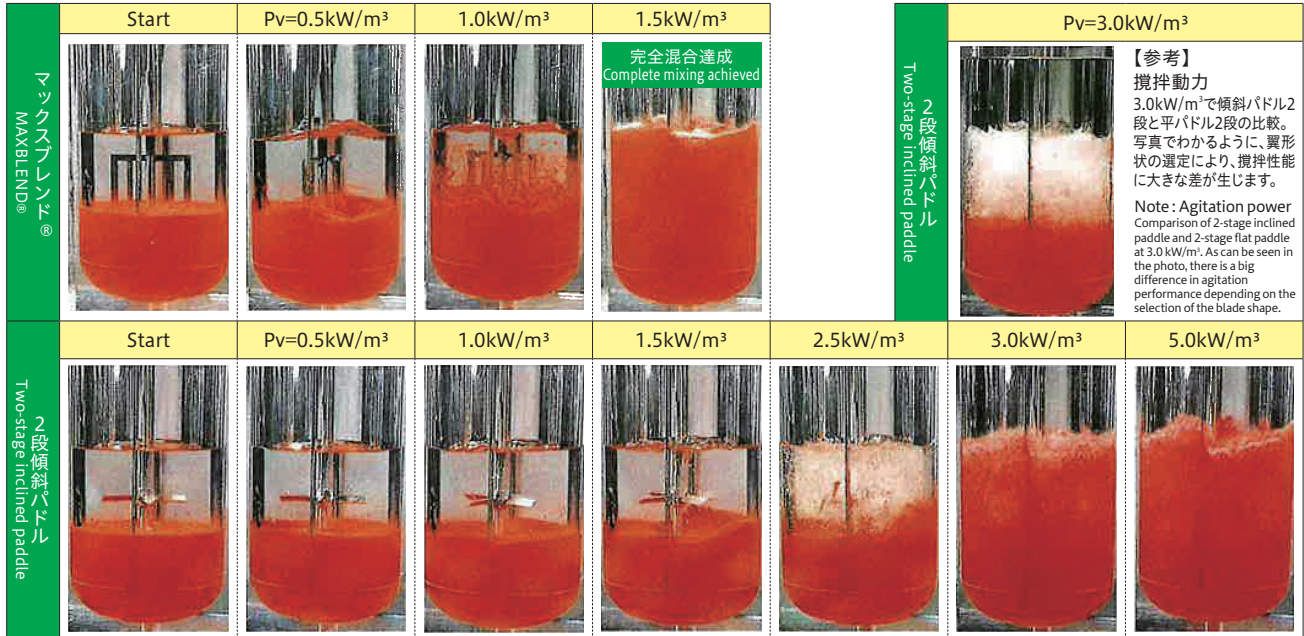 マックスブレンド®
MAXBLEND®
Start
Pv=0.5kW/m³
1.0kW/m³
1.5kW/m³
完全混合達成
Complete mixing achieved
2段傾斜パドル
Two-stage inclined paddle
Pv=3.0kW/m³
【参考】
撹拌動力
3.0kW/m³で傾斜パドル2
段と平パドル2段の比較。
写真でわかるように、翼形
状の選定により、撹拌性能
に大きな差が生じます。
Note : Agitation power
Comparison of 2-stage inclined
paddle and 2-stage flat paddle
at 3.0 kW/m³. As can be seen in
the photo, there is a big
difference in agitation
performance depending on the
selection of the blade shape.
2段傾斜パドル
Two-stage inclined paddle
Start
Pv=0.5kW/m³
1.0kW/m³
1.5kW/m³
2.5kW/m³
3.0kW/m³
5.0kW/m³